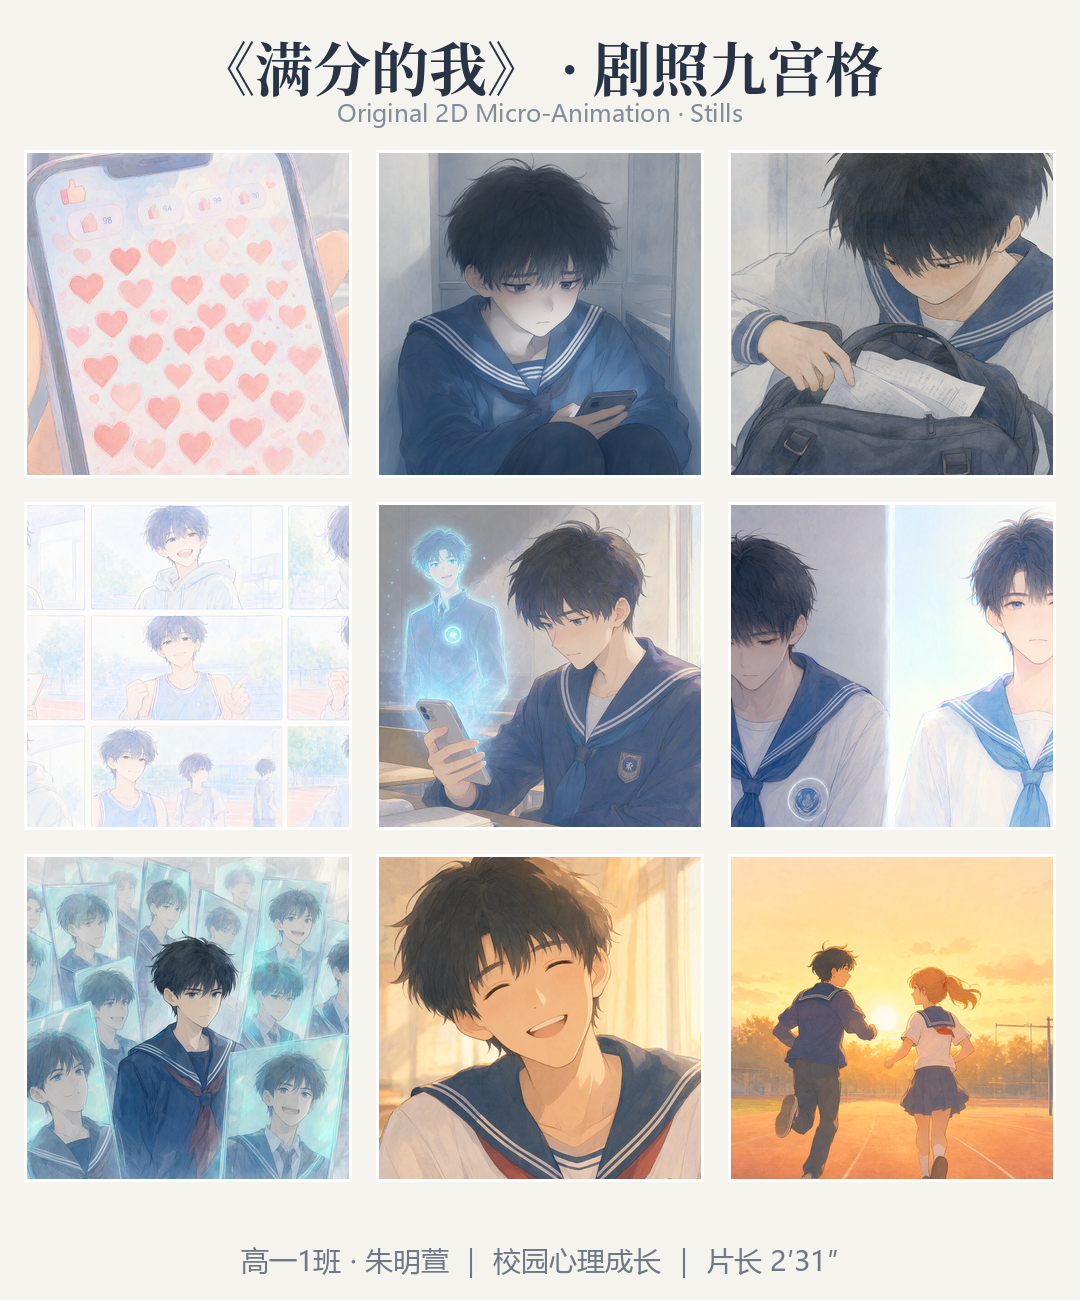 《满分的我》 · 剧照九宫格
Original 2D Micro-Animation · Stills
98
高一1班 · 朱明萱 | 校园心理成长 | 片长 2′31″